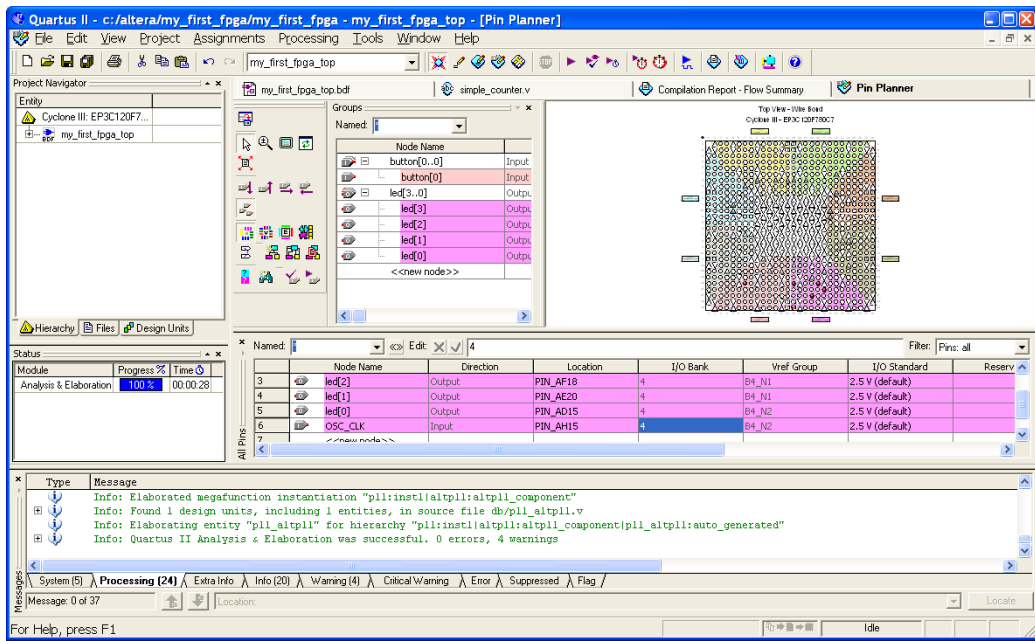 Quartus II - c:/altera/my_first_fpga/my_first_fpga - my_first_fpga_top - [Pin Planner]
File Edit View Project Assignments Processing Tools Window Help
my_first_fpga_top
Project Navigator
Entity
Cyclone III: EP3C120F7...
my_first_fpga_top
Hierarchy Files Design Units
my_first_fpga_top.bdf simple_counter.v Compilation Report - Flow Summary Pin Planner
Groups
Named: *
Node Name
button[0..0] Input
button[0] Input
led[3..0] Outpu
led[3] Outpu
led[2] Outpu
led[1] Outpu
led[0] Outpu
<<new node>>
Top View - Wire Bond
Cyclone III - EP3C120F780C7
Status
Module Progress % Time
Analysis & Elaboration 100 % 00:00:28
Named: * Edit: 4 Filter: Pins: all
Node Name Direction Location I/O Bank Vref Group I/O Standard Reserv
3 led[2] Output PIN_AF18 4 B4_N1 2.5 V (default)
4 led[1] Output PIN_AE20 4 B4_N1 2.5 V (default)
5 led[0] Output PIN_AD15 4 B4_N2 2.5 V (default)
6 OSC_CLK Input PIN_AH15 4 B4_N2 2.5 V (default)
7 <<new node>>
All Pins
Type Message
Info: Elaborated megafunction instantiation "pll:inst1|altpll:altpll_component"
Info: Found 1 design units, including 1 entities, in source file db/pll_altpll.v
Info: Elaborating entity "pll_altpll" for hierarchy "pll:inst1|altpll:altpll_component|pll_altpll:auto_generated"
Info: Quartus II Analysis & Elaboration was successful. 0 errors, 4 warnings
System (5) Processing (24) Extra Info Info (20) Warning (4) Critical Warning Error Suppressed Flag
Messages
Message: 0 of 37 Location: Locate
For Help, press F1 Idle